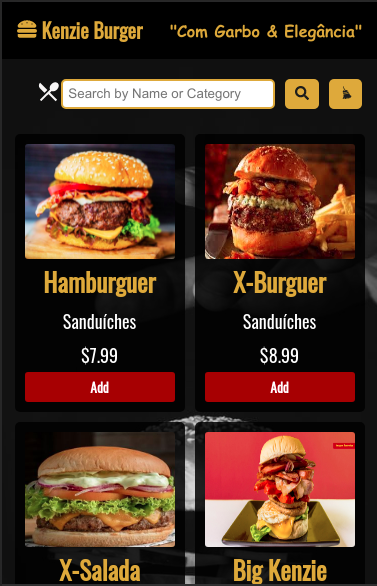 Kenzie Burger
"Com Garbo & Elegância"
Search by Name or Category
Hamburguer
X-Burguer
Sanduíches
Sanduíches
$7.99
$8.99
Add
Add
X-Salada
Big Kenzie